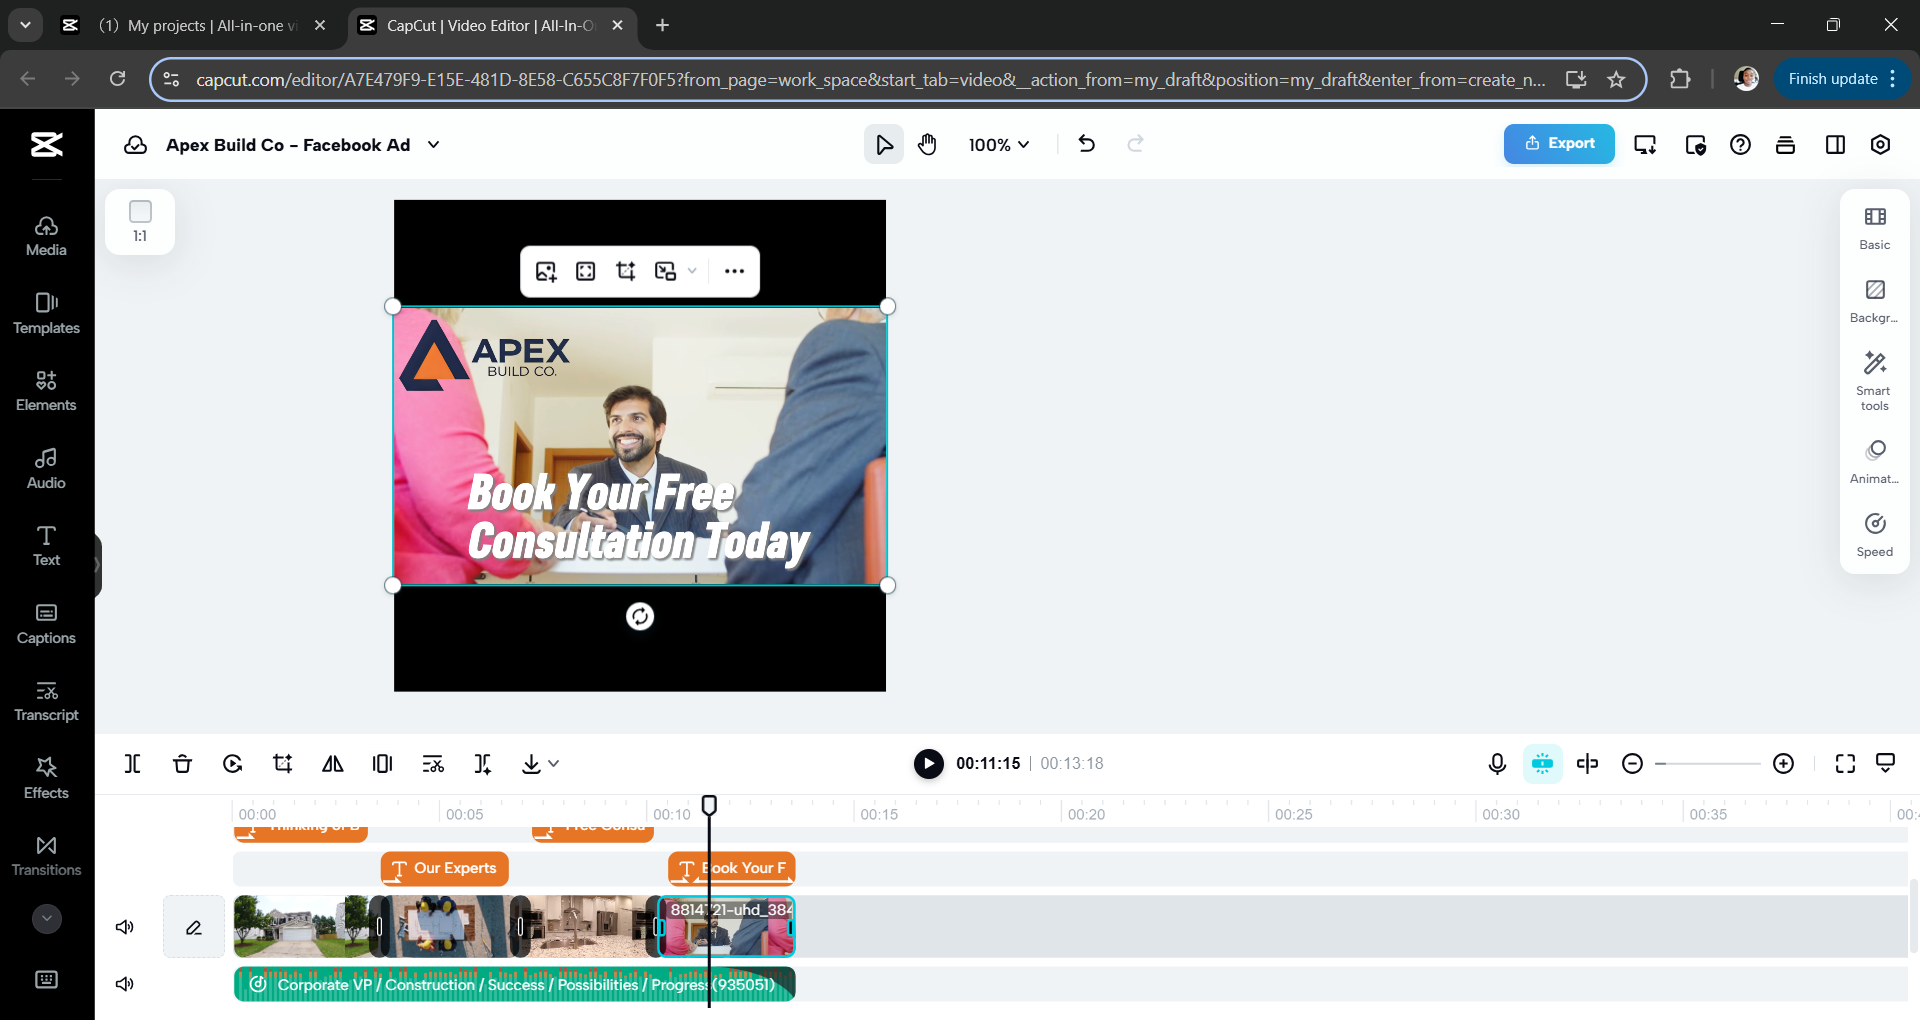 (1) My projects | All-in-one vi
CapCut | Video Editor | All-In-O
capcut.com/editor/A7E479F9-E15E-481D-8E58-C655C8F7F0F5?from_page=work_space&start_tab=video&__action_from=my_draft&position=my_draft&enter_from=create_n...
Finish update
Apex Build Co - Facebook Ad
100%
Export
Media
Templates
Elements
Audio
Text
Captions
Transcript
Effects
Transitions
1:1
APEX
BUILD CO.
Book Your Free
Consultation Today
Basic
Backgr...
Smart
tools
Animat...
Speed
00:11:15 | 00:13:18
00:00 00:05 00:10 00:15 00:20 00:25 00:30 00:35 00:
Thinking of B
Free Consu
Our Experts
Book Your F
8814721-uhd_384
Corporate VP / Construction / Success / Possibilities / Progress(935051)